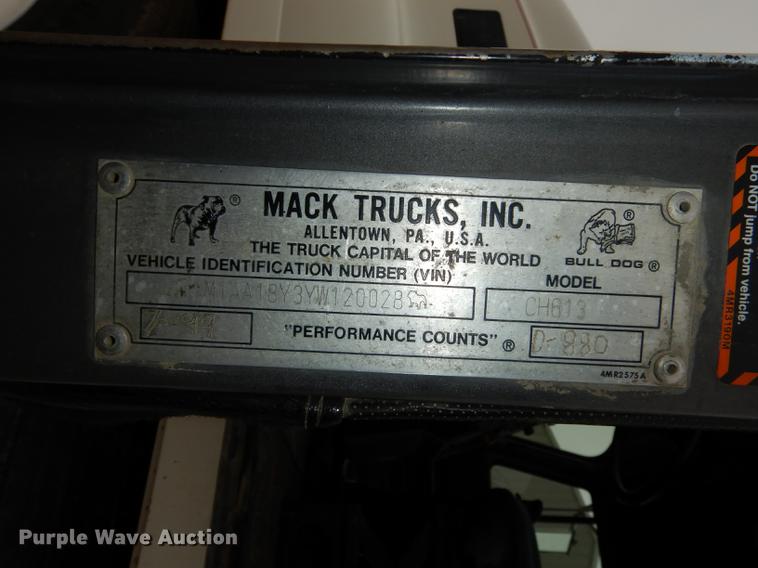 MACK TRUCKS, INC.
ALLENTOWN, PA., U.S.A.
THE TRUCK CAPITAL OF THE WORLD
BULL DOG ®
VEHICLE IDENTIFICATION NUMBER (VIN)
MODEL
CH613
"PERFORMANCE COUNTS" ®
D-880
4MR2575A
Do NOT jump from vehicle.
4MR3190M
Purple Wave Auction